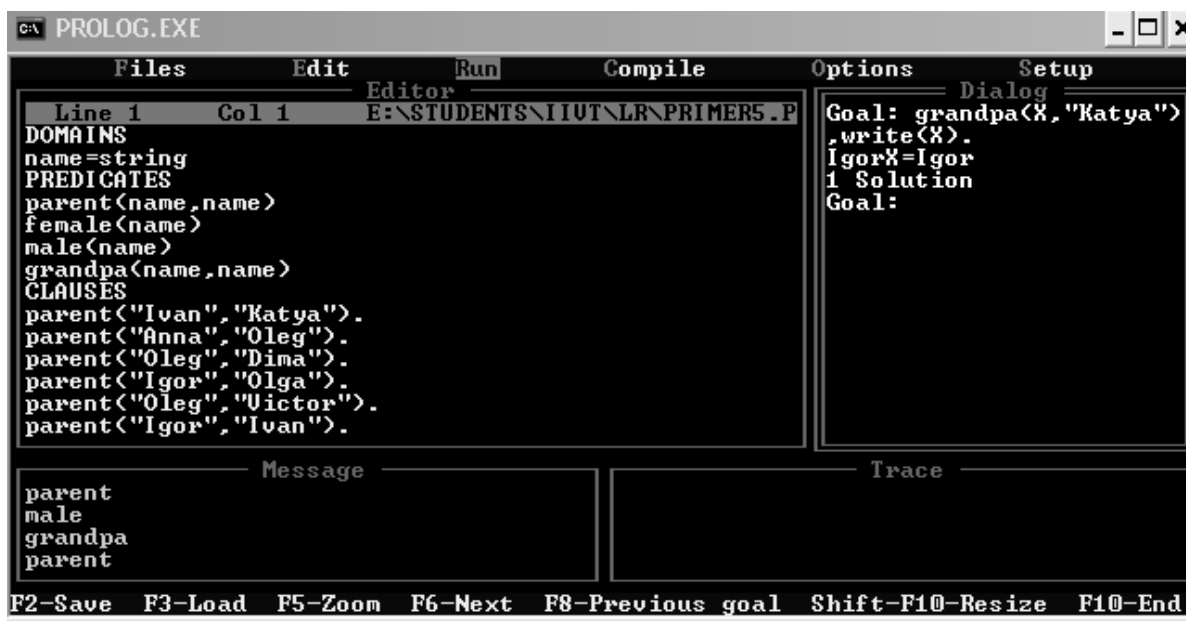 PROLOG.EXE
Files Edit Run Compile Options Setup
Editor
Line 1 Col 1 E:\STUDENTS\IIUT\LR\PRIMER5.P
DOMAINS
name=string
PREDICATES
parent(name,name)
female(name)
male(name)
grandpa(name,name)
CLAUSES
parent("Ivan","Katya").
parent("Anna","Oleg").
parent("Oleg","Dima").
parent("Igor","Olga").
parent("Oleg","Victor").
parent("Igor","Ivan").
Dialog
Goal: grandpa(X,"Katya")
,write(X).
IgorX=Igor
1 Solution
Goal:
Message
parent
male
grandpa
parent
Trace
F2-Save F3-Load F5-Zoom F6-Next F8-Previous goal Shift-F10-Resize F10-End